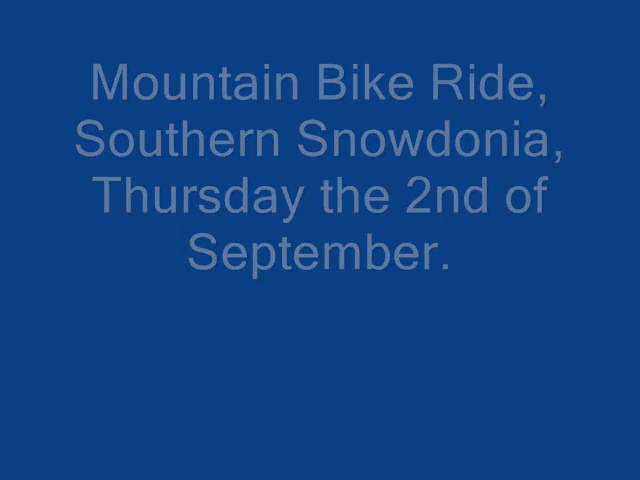 Mountain Bike Ride,
Southern Snowdonia,
Thursday the 2nd of
September.